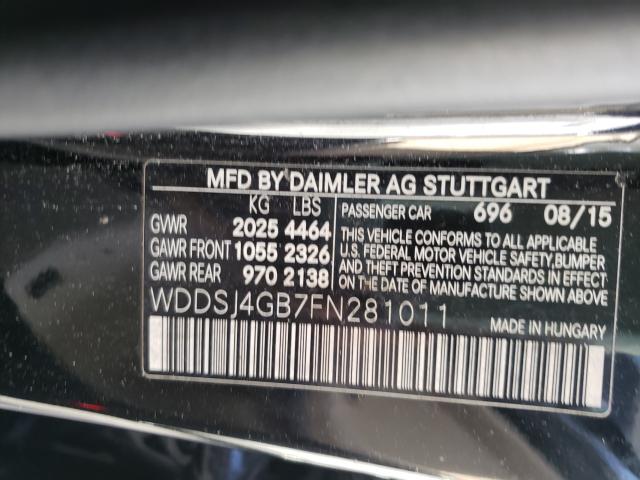 MFD BY DAIMLER AG STUTTGART
KG LBS
GVWR 2025 4464
GAWR FRONT 1055 2326
GAWR REAR 970 2138
PASSENGER CAR 696 08/15
THIS VEHICLE CONFORMS TO ALL APPLICABLE
U.S. FEDERAL MOTOR VEHICLE SAFETY, BUMPER
AND THEFT PREVENTION STANDARDS IN EFFECT
ON THE DATE OF MANUFACTURE SHOWN ABOVE.
WDDSJ4GB7FN281011
MADE IN HUNGARY